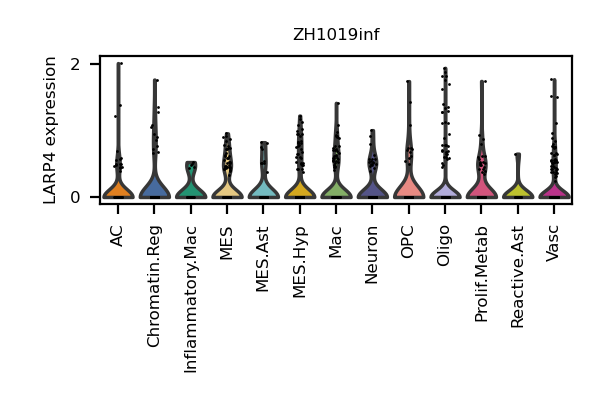 ZH1019inf
LARP4 expression
2
0
AC
Chromatin.Reg
Inflammatory.Mac
MES
MES.Ast
MES.Hyp
Mac
Neuron
OPC
Oligo
Prolif.Metab
Reactive.Ast
Vasc